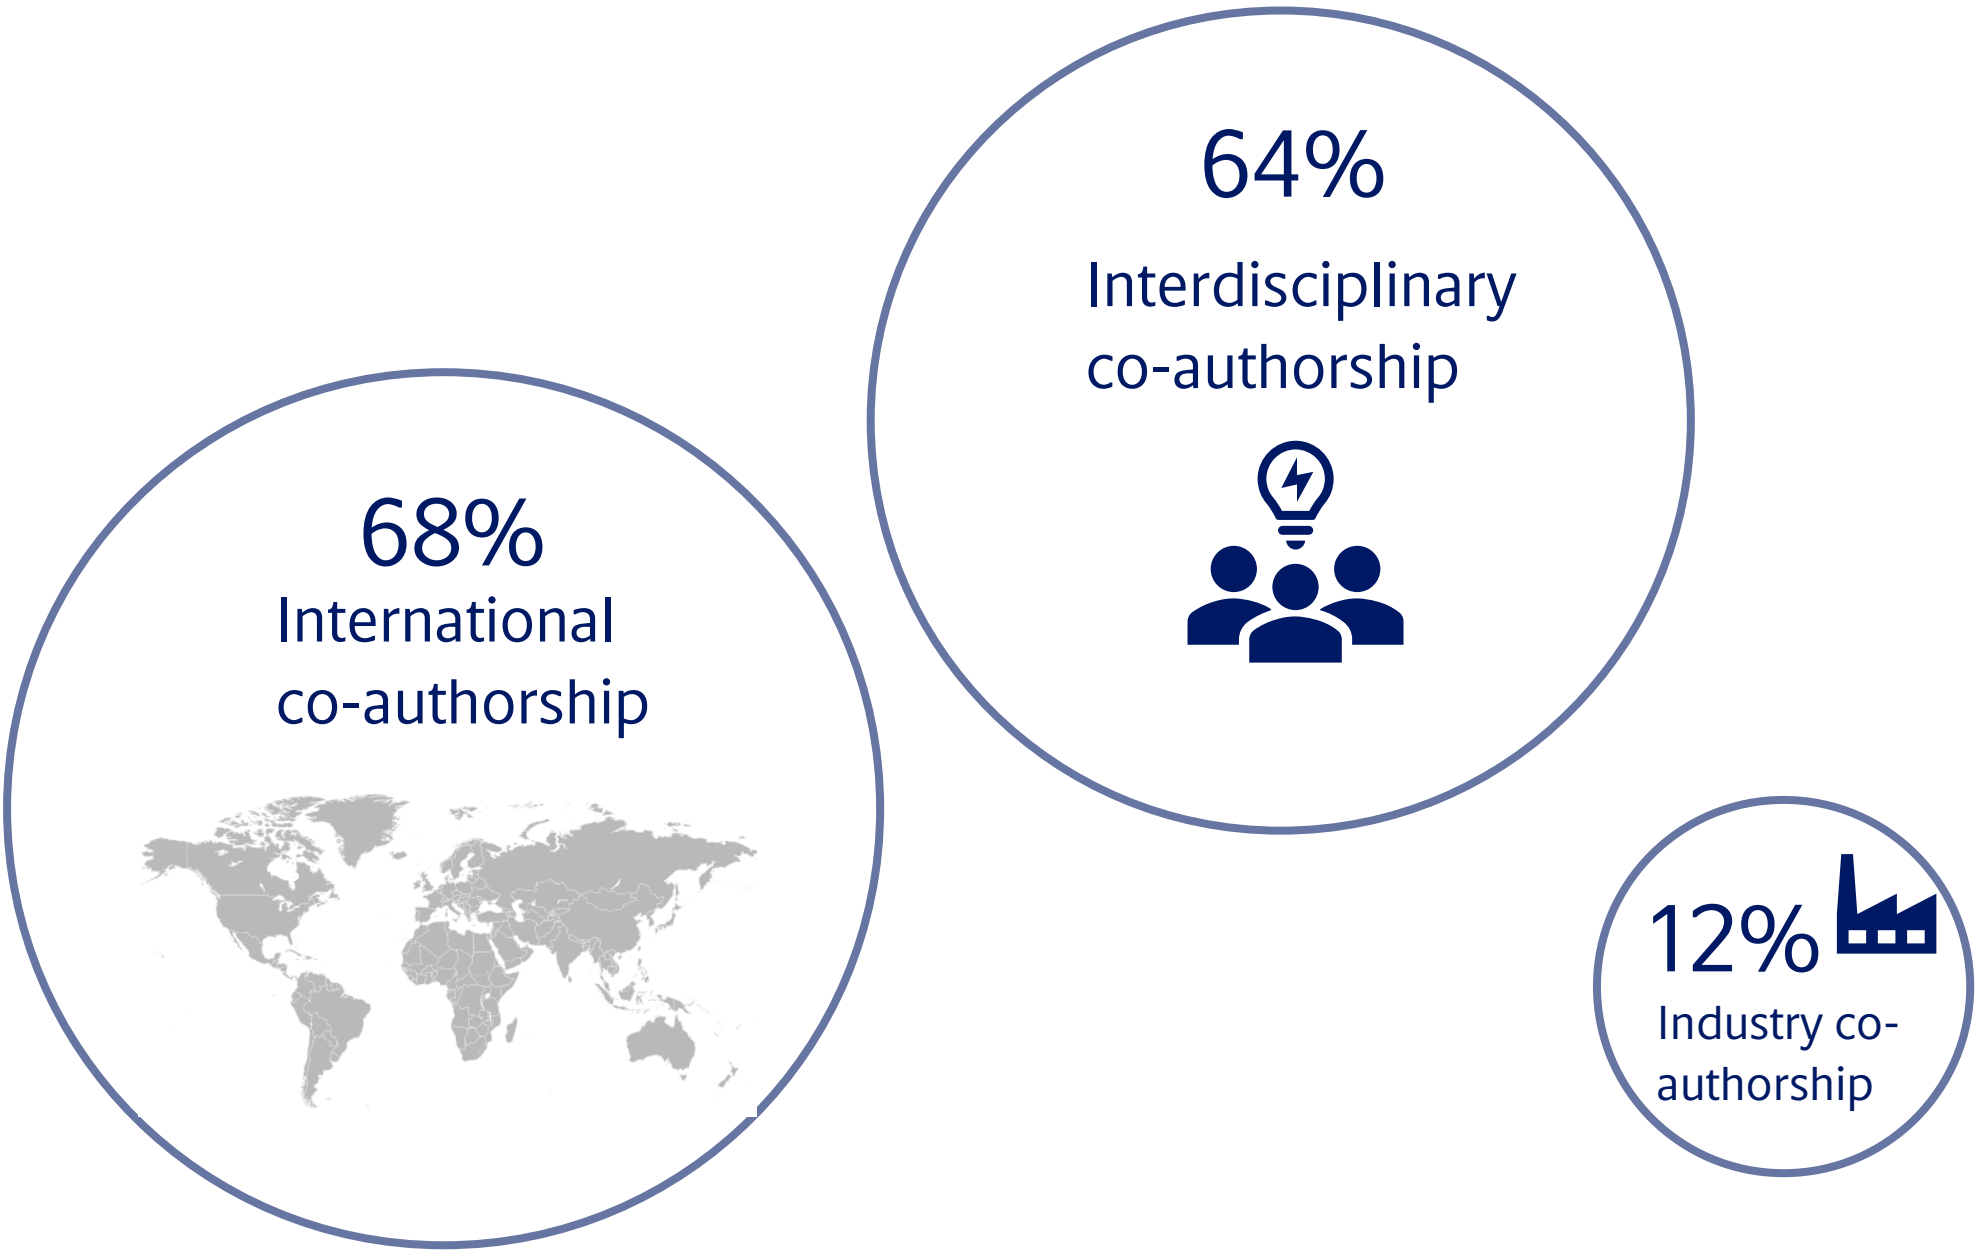 64%
Interdisciplinary
co-authorship
68%
International
co-authorship
12%
Industry co-
authorship